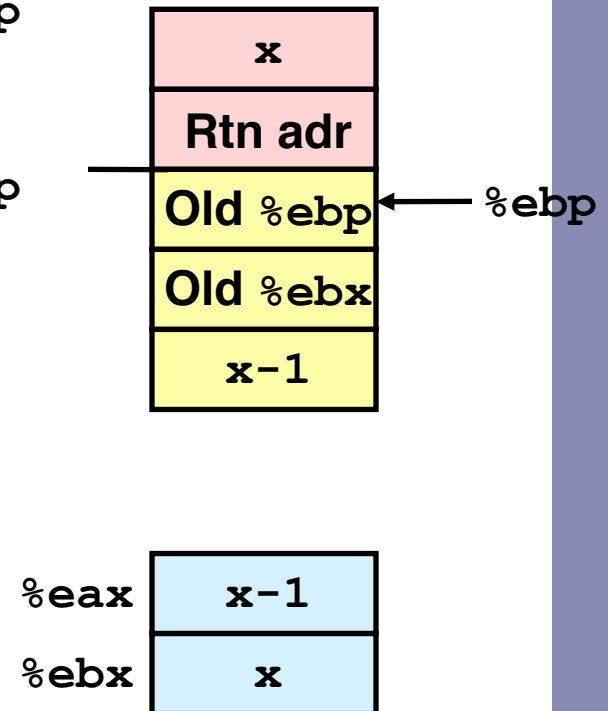 p
x
Rtn adr
p
Old %ebp
%ebp
Old %ebx
x-1
%eax x-1
%ebx x